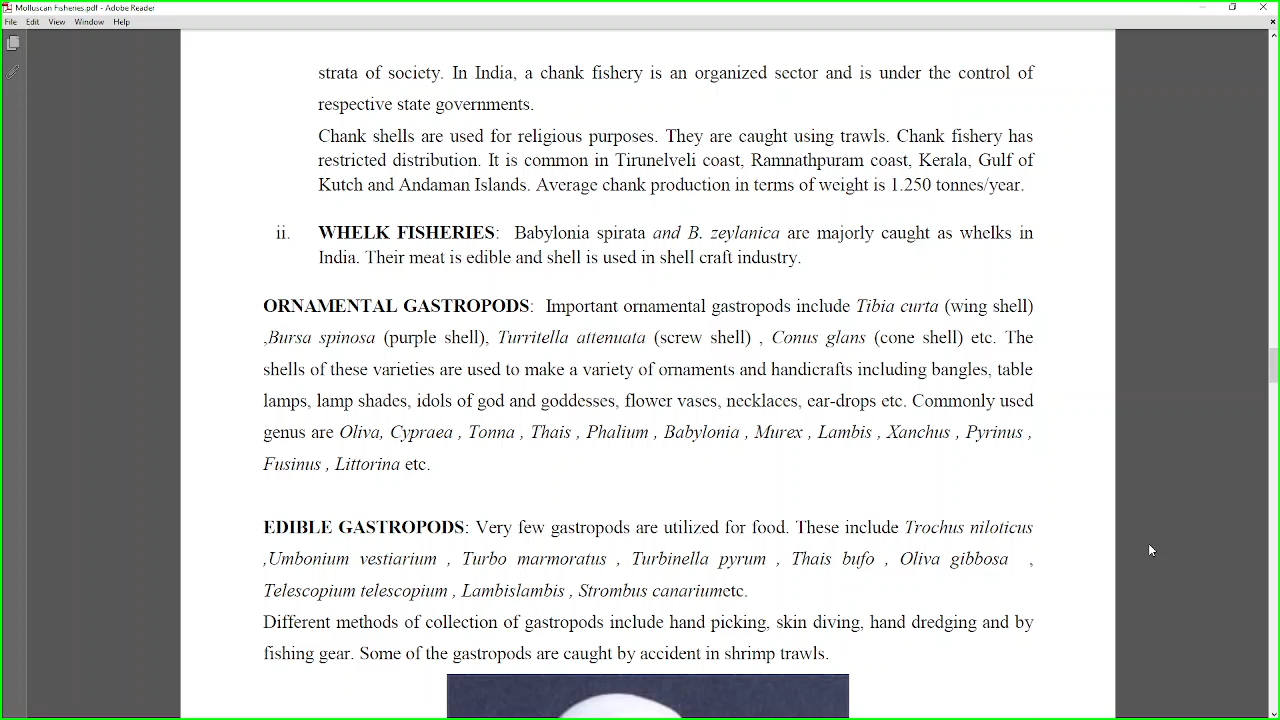 Molluscan Fisheries.pdf - Adobe Reader
File Edit View Window Help
strata of society. In India, a chank fishery is an organized sector and is under the control of
respective state governments.
Chank shells are used for religious purposes. They are caught using trawls. Chank fishery has
restricted distribution. It is common in Tirunelveli coast, Ramnathpuram coast, Kerala, Gulf of
Kutch and Andaman Islands. Average chank production in terms of weight is 1.250 tonnes/year.
ii. WHELK FISHERIES: Babylonia spirata and B. zeylanica are majorly caught as whelks in
India. Their meat is edible and shell is used in shell craft industry.
ORNAMENTAL GASTROPODS: Important ornamental gastropods include Tibia curta (wing shell)
,Bursa spinosa (purple shell), Turritella attenuata (screw shell) , Conus glans (cone shell) etc. The
shells of these varieties are used to make a variety of ornaments and handicrafts including bangles, table
lamps, lamp shades, idols of god and goddesses, flower vases, necklaces, ear-drops etc. Commonly used
genus are Oliva, Cypraea , Tonna , Thais , Phalium , Babylonia , Murex , Lambis , Xanchus , Pyrinus ,
Fusinus , Littorina etc.
EDIBLE GASTROPODS: Very few gastropods are utilized for food. These include Trochus niloticus
,Umbonium vestiarium , Turbo marmoratus , Turbinella pyrum , Thais bufo , Oliva gibbosa ,
Telescopium telescopium , Lambislambis , Strombus canariumetc.
Different methods of collection of gastropods include hand picking, skin diving, hand dredging and by
fishing gear. Some of the gastropods are caught by accident in shrimp trawls.